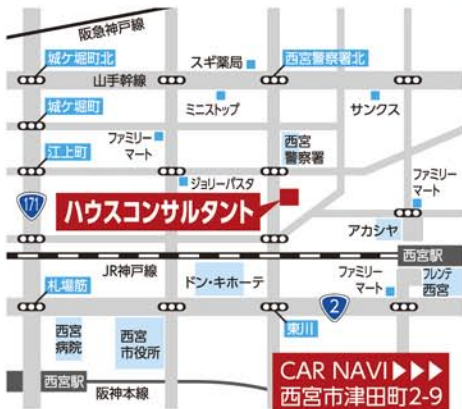 阪急神戸線
城ケ堀町北
スギ薬局
西宮警察署北
山手幹線
城ケ堀町
ミニストップ
サンクス
ファミリー
マート
西宮
警察署
江上町
ジョリーパスタ
ファミリー
マート
171
ハウスコンサルタント
アカシヤ
西宮駅
JR神戸線
札場筋
ドン・キホーテ
ファミリー
マート
フレンテ
西宮
2
東川
西宮
病院
西宮
市役所
西宮駅
阪神本線
CAR NAVI▶▶▶
西宮市津田町2-9